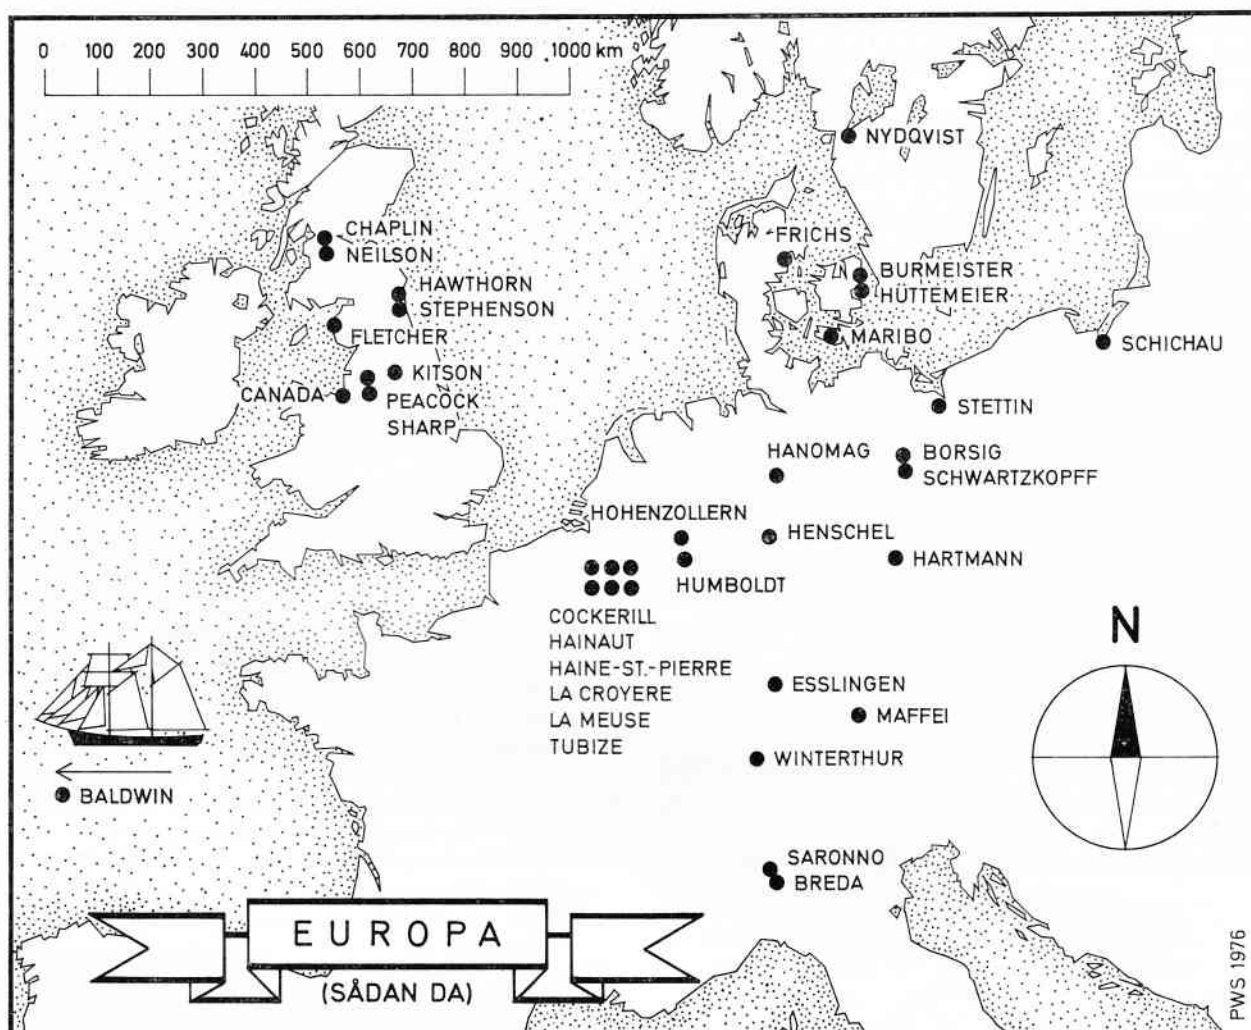 0 100 200 300 400 500 600 700 800 900 1000 km
NYDQVIST
CHAPLIN
NEILSON
FRICHS
HAWTHORN
STEPHENSON
BURMEISTER
HÜTTEMEIER
FLETCHER
MARIBO
SCHICHAU
KITSON
CANADA
PEACOCK
SHARP
STETTIN
HANOMAG
BORSIG
SCHWARTZKOPFF
HOHENZOLLERN
HENSCHEL
HARTMANN
HUMBOLDT
COCKERILL
HAINAUT
HAINE-ST.-PIERRE
LA CROYERE
LA MEUSE
TUBIZE
N
ESSLINGEN
MAFFEI
WINTERTHUR
BALDWIN
SARONNO
BREDA
EUROPA
(SÅDAN DA)
PWS 1976